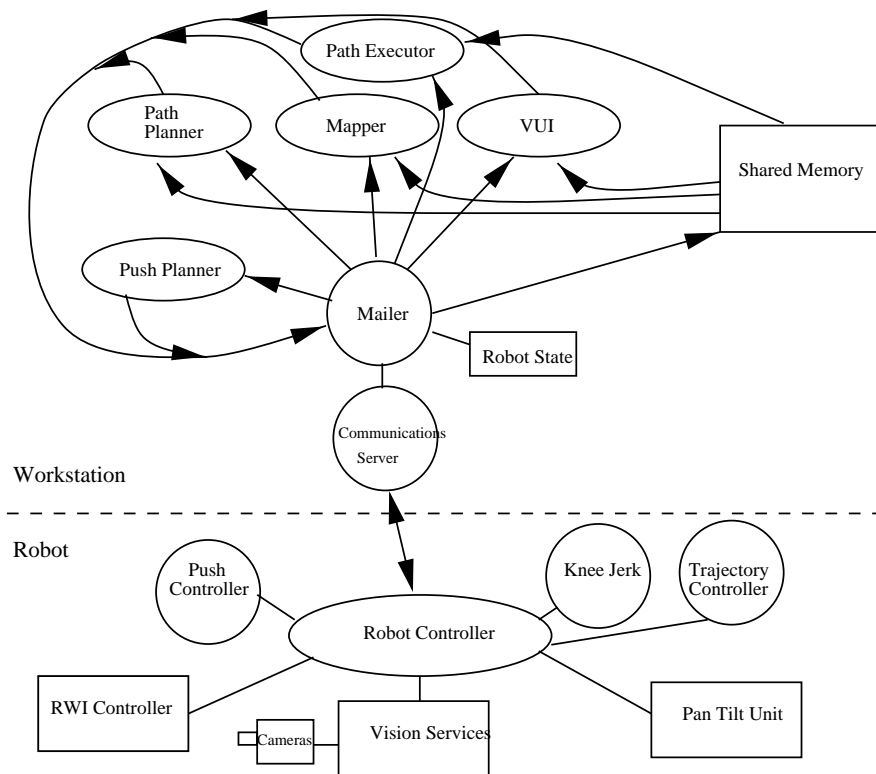 Path Executor
Path
Planner
Mapper
VUI
Shared Memory
Push Planner
Mailer
Robot State
Communications
Server
Workstation
Robot
Push
Controller
Knee Jerk
Trajectory
Controller
Robot Controller
RWI Controller
Cameras
Vision Services
Pan Tilt Unit